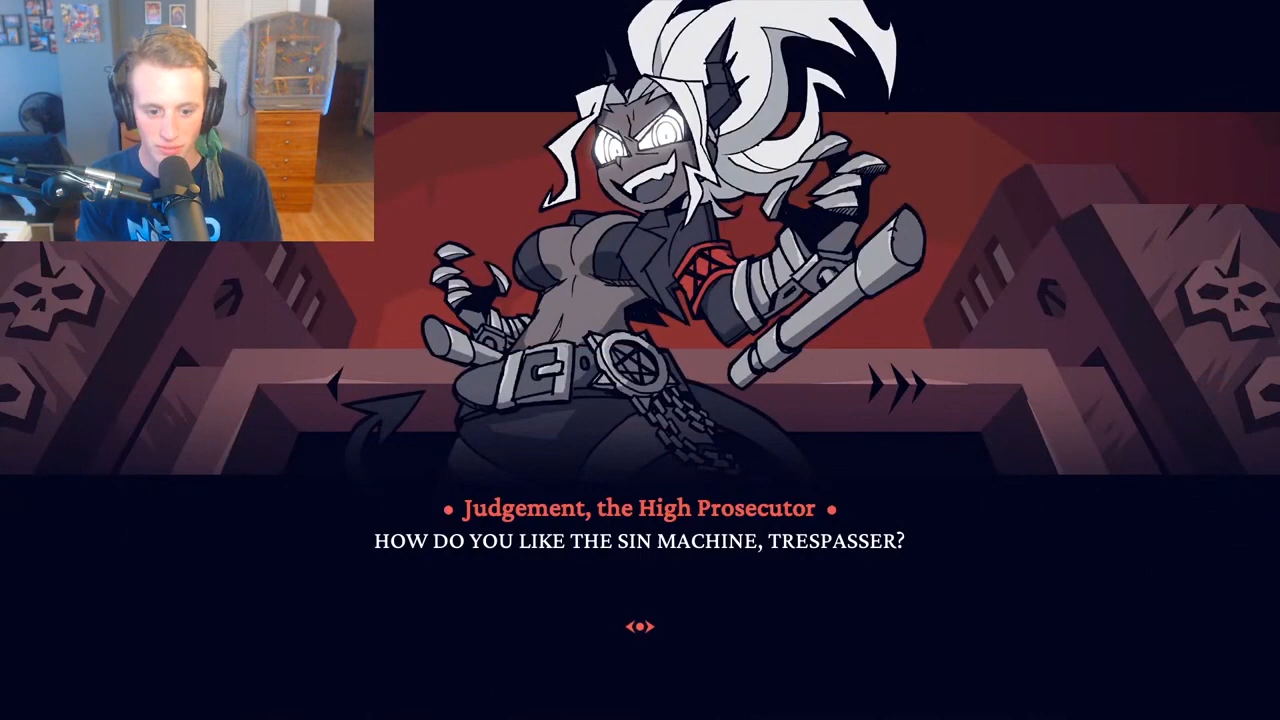 • Judgement, the High Prosecutor •
HOW DO YOU LIKE THE SIN MACHINE, TRESPASSER?